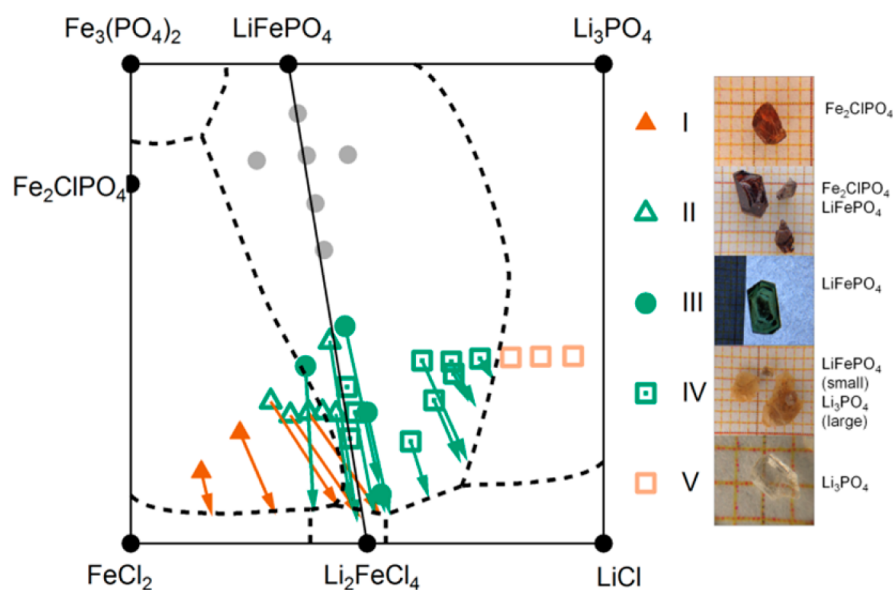 Fe₃(PO₄)₂ LiFePO₄ Li₃PO₄
Fe₂ClPO₄
FeCl₂ Li₂FeCl₄ LiCl
I
II
III
IV
V
Fe₂ClPO₄
Fe₂ClPO₄
LiFePO₄
LiFePO₄
LiFePO₄
(small)
Li₃PO₄
(large)
Li₃PO₄